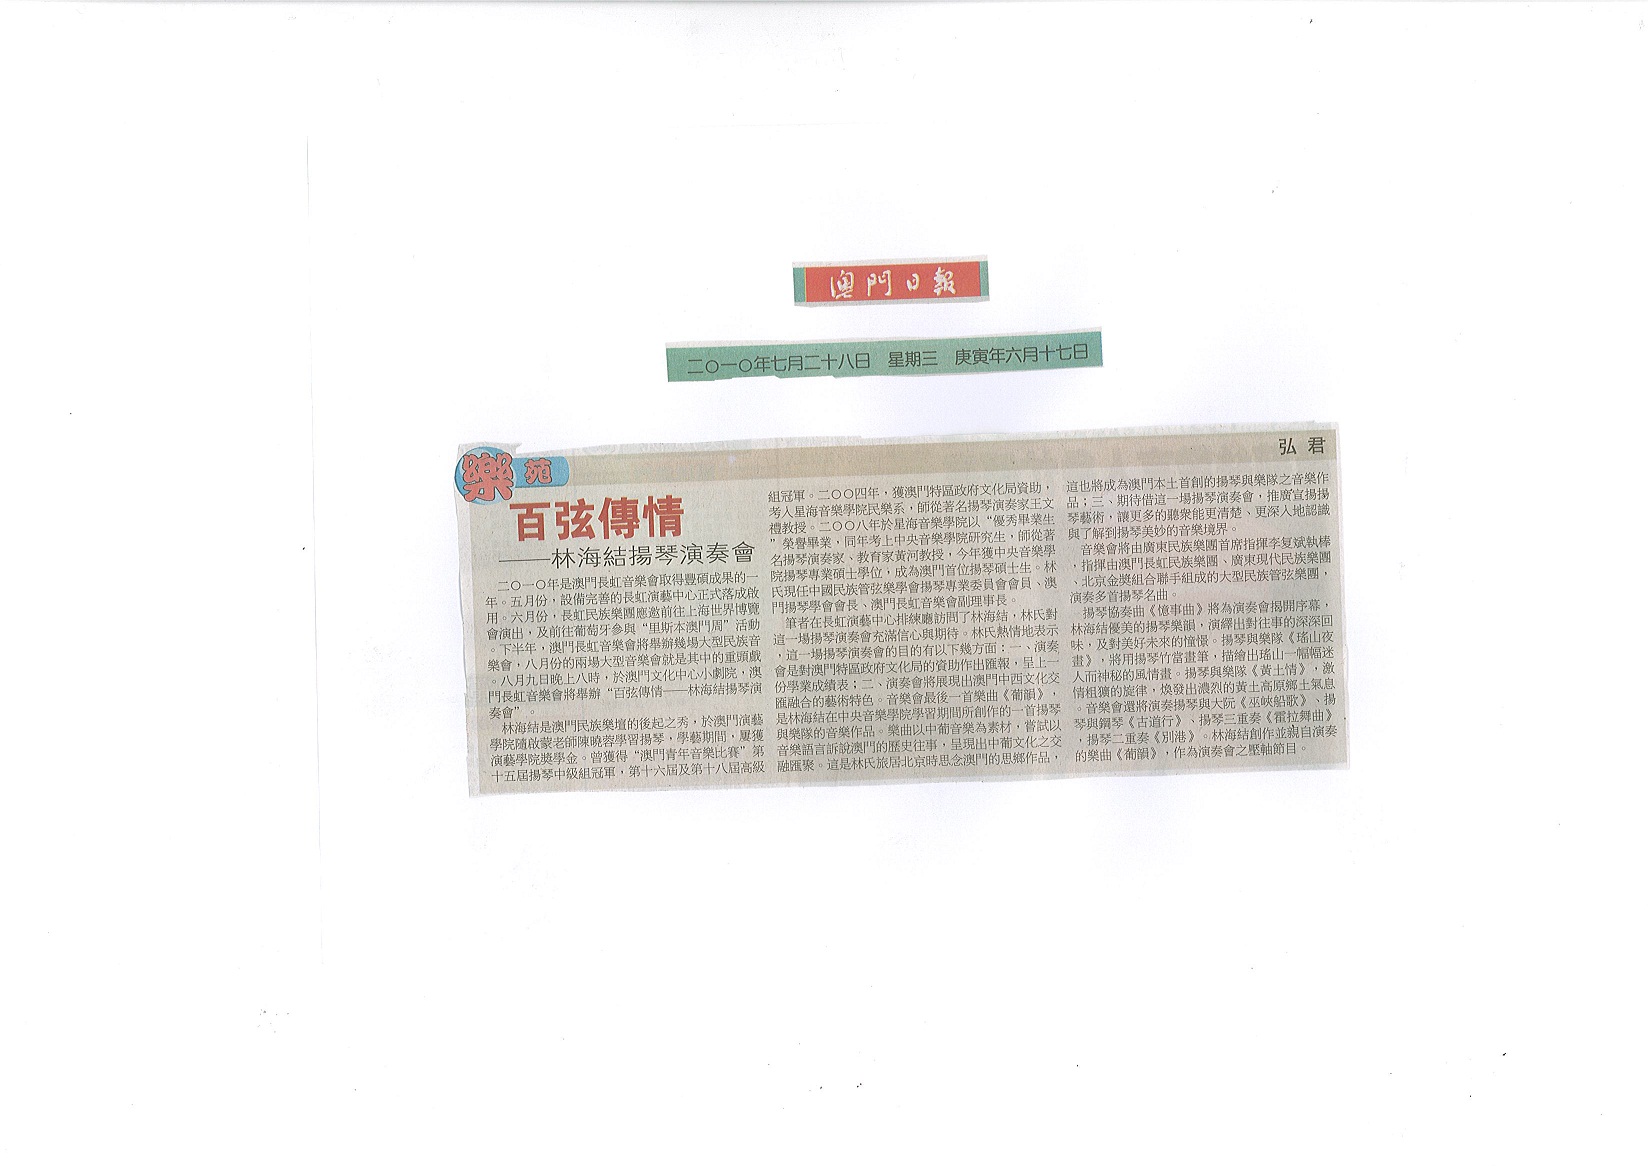 澳門日報
二〇一〇年七月二十八日 星期三 庚寅年六月十七日
樂苑
弘君
百弦傳情
——林海結揚琴演奏會
二〇一〇年是澳門長虹音樂會取得豐碩成果的一
年。五月份，設備完善的長虹演藝中心正式落成啟
用。六月份，長虹民族樂團應邀前往上海世界博覽
會演出，及前往葡萄牙參與“里斯本澳門周”活動
。下半年，澳門長虹音樂會將舉辦幾場大型民族音
樂會，八月份的兩場大型音樂會就是其中的重頭戲
。八月九日晚上八時，於澳門文化中心小劇院，澳
門長虹音樂會將舉辦“百弦傳情——林海結揚琴演
奏會”。
林海結是澳門民族樂壇的後起之秀，於澳門演藝
學院隨啟蒙老師陳曉蓉學習揚琴，學藝期間，屢獲
演藝學院獎學金。曾獲得“澳門青年音樂比賽”第
十五屆揚琴中級組冠軍，第十六屆及第十八屆高級
組冠軍。二〇〇四年，獲澳門特區政府文化局資助，
考入星海音樂學院民樂系，師從著名揚琴演奏家王文
禮教授。二〇〇八年於星海音樂學院以“優秀畢業生
”榮譽畢業，同年考上中央音樂學院研究生，師從著
名揚琴演奏家、教育家黃河教授，今年獲中央音樂學
院揚琴專業碩士學位，成為澳門首位揚琴碩士生。林
氏現任中國民族管弦樂學會揚琴專業委員會會員、澳
門揚琴學會會長、澳門長虹音樂會副理事長。
筆者在長虹演藝中心排練廳訪問了林海結，林氏對
這一場揚琴演奏會充滿信心與期待。林氏熱情地表示
，這一場揚琴演奏會的目的有以下幾方面：一、演奏
會是對澳門特區政府文化局的資助作出匯報，呈上一
份學業成績表；二、演奏會將展現出澳門中西文化交
匯融合的藝術特色。音樂會最後一首樂曲《葡韻》，
是林海結在中央音樂學院學習期間所創作的一首揚琴
與樂隊的音樂作品。樂曲以中葡音樂為素材，嘗試以
音樂語言訴說澳門的歷史往事，呈現出中葡文化之交
融匯聚。這是林氏旅居北京時思念澳門的思鄉作品，
這也將成為澳門本土首創的揚琴與樂隊之音樂作
品；三、期待借這一場揚琴演奏會，推廣宣揚揚
琴藝術，讓更多的聽眾能更清楚、更深入地認識
與了解到揚琴美妙的音樂境界。
音樂會將由廣東民族樂團首席指揮李复斌執棒
，指揮由澳門長虹民族樂團、廣東現代民族樂團
、北京金獎組合聯手組成的大型民族管弦樂團，
演奏多首揚琴名曲。
揚琴協奏曲《憶事曲》將為演奏會揭開序幕，
林海結優美的揚琴樂韻，演繹出對往事的深深回
味，及對美好未來的憧憬。揚琴與樂隊《瑤山夜
畫》，將用揚琴竹當畫筆，描繪出瑤山一幅幅迷
人而神秘的風情畫。揚琴與樂隊《黃土情》，激
情粗獷的旋律，煥發出濃烈的黃土高原鄉土氣息
。音樂會還將演奏揚琴與大阮《巫峽船歌》、揚
琴與鋼琴《古道行》、揚琴三重奏《霍拉舞曲》
，揚琴二重奏《別港》。林海結創作並親自演奏
的樂曲《葡韻》，作為演奏會之壓軸節目。